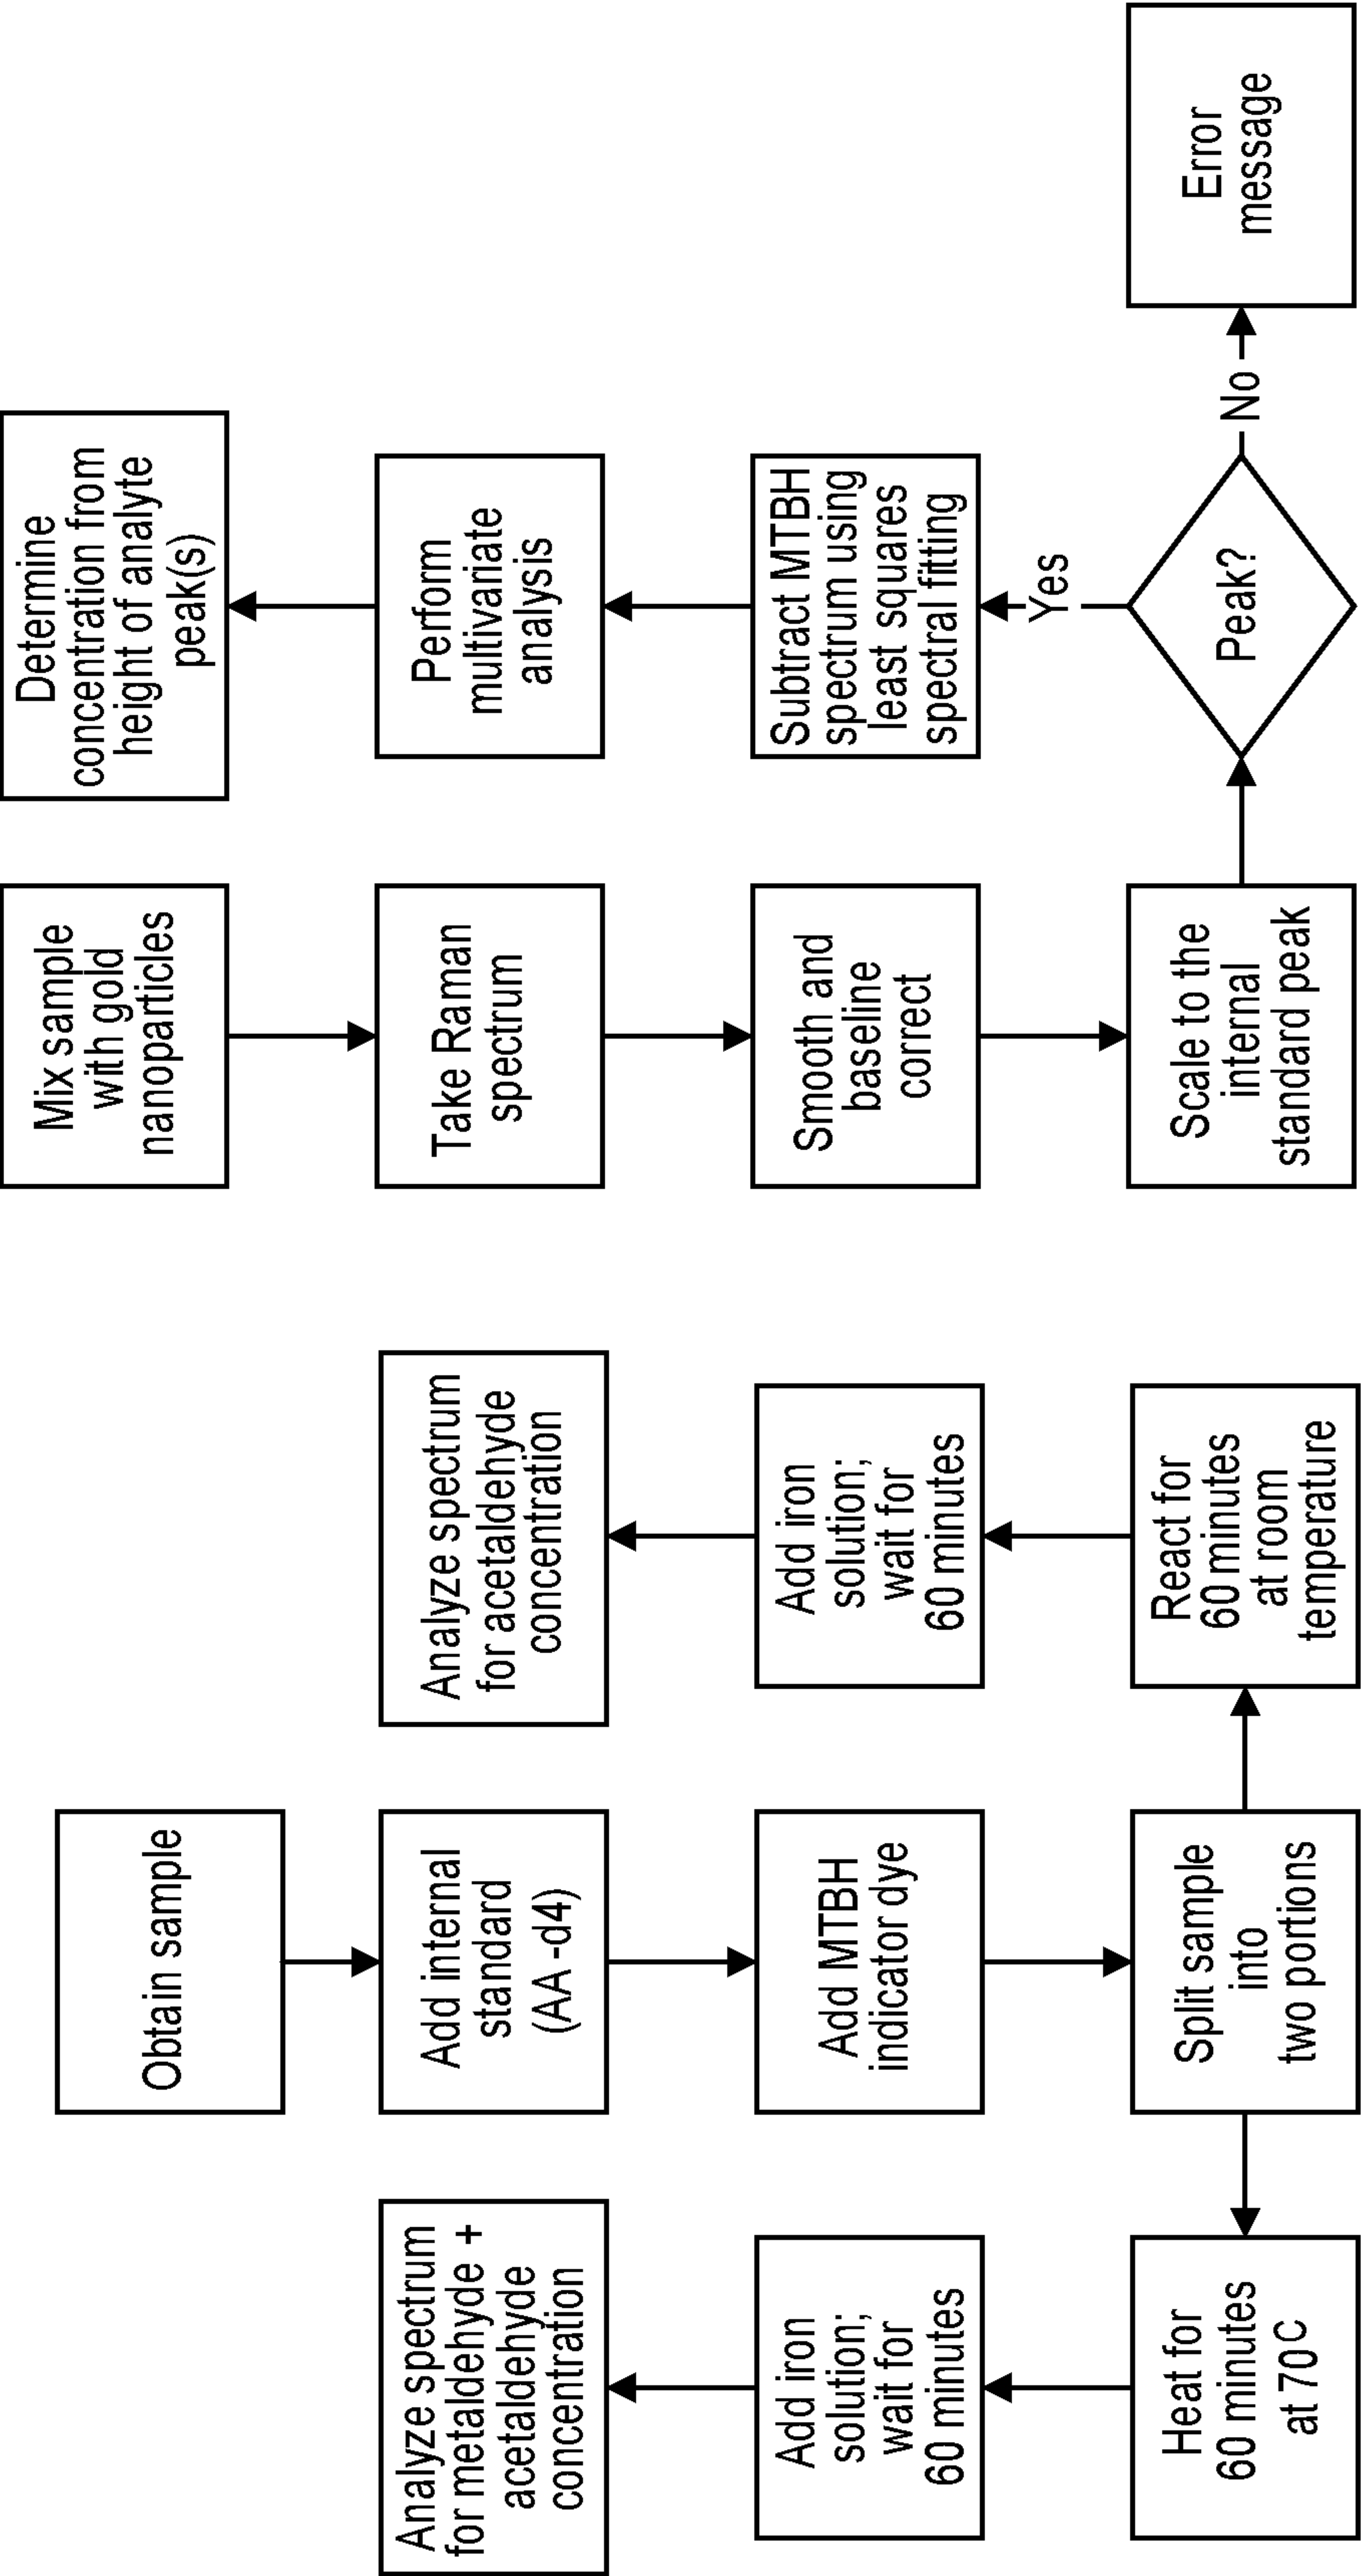 Obtain sample
Add internal
standard
(AA -d4)
Add MTBH
indicator dye
Split sample
into
two portions
Heat for
60 minutes
at 70C
Add iron
solution;
wait for
60 minutes
Analyze spectrum
for metaldehyde +
acetaldehyde
concentration
React for
60 minutes
at room
temperature
Add iron
solution;
wait for
60 minutes
Analyze spectrum
for acetaldehyde
concentration
Mix sample
with gold
nanoparticles
Take Raman
spectrum
Smooth and
baseline
correct
Scale to the
internal
standard peak
Peak?
Yes
Subtract MTBH
spectrum using
least squares
spectral fitting
Perform
multivariate
analysis
Determine
concentration from
height of analyte
peak(s)
No
Error
message